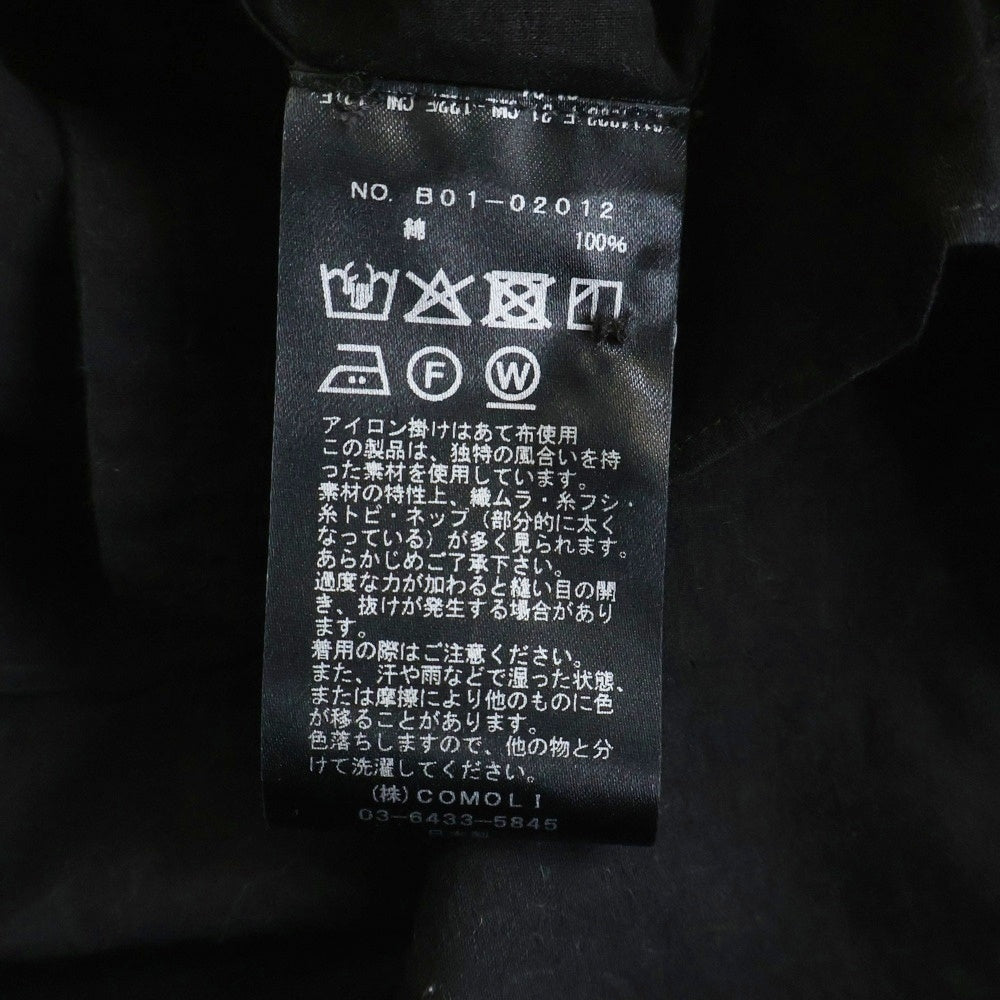 NO. B01-02012
綿 100%
F W
アイロン掛けはあて布使用
この製品は、独特の風合いを持
った素材を使用しています。
素材の特性上、織ムラ・糸フシ・
糸トビ・ネップ（部分的に太く
なっている）が多く見られます。
あらかじめご了承下さい。
過度な力が加わると縫い目の開
き、抜けが発生する場合があり
ます。
着用の際はご注意ください。
また、汗や雨などで湿った状態、
または摩擦により他のものに色
が移ることがあります。
色落ちしますので、他の物と分
けて洗濯してください。
(株)COMOLI
03-6433-5845
日本製